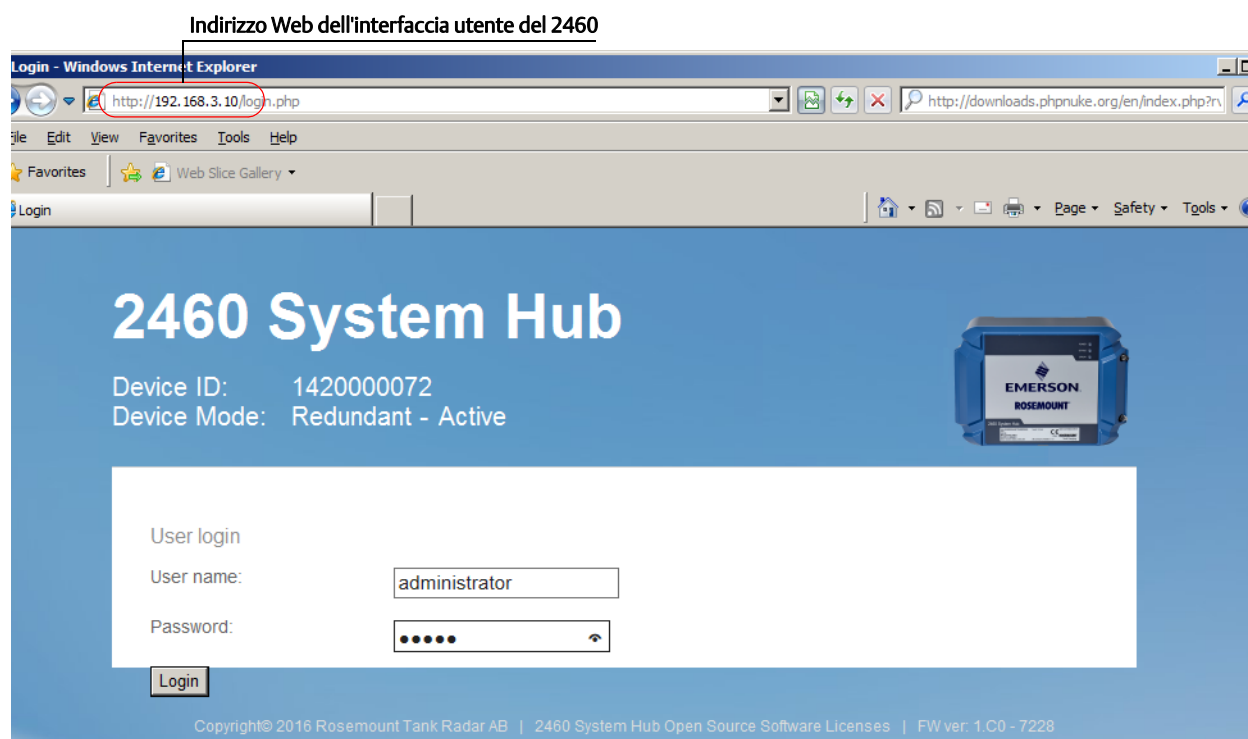 Indirizzo Web dell'interfaccia utente del 2460
Login - Windows Internet Explorer
http://192.168.3.10/login.php
http://downloads.phpnuke.org/en/index.php?rv
File Edit View Favorites Tools Help
Favorites Web Slice Gallery
Login
Page Safety Tools
2460 System Hub
Device ID: 1420000072
Device Mode: Redundant - Active
EMERSON
ROSEMOUNT
2460 System Hub
User login
User name: administrator
Password: ●●●●●
Login
Copyright© 2016 Rosemount Tank Radar AB | 2460 System Hub Open Source Software Licenses | FW ver: 1.C0 - 7228